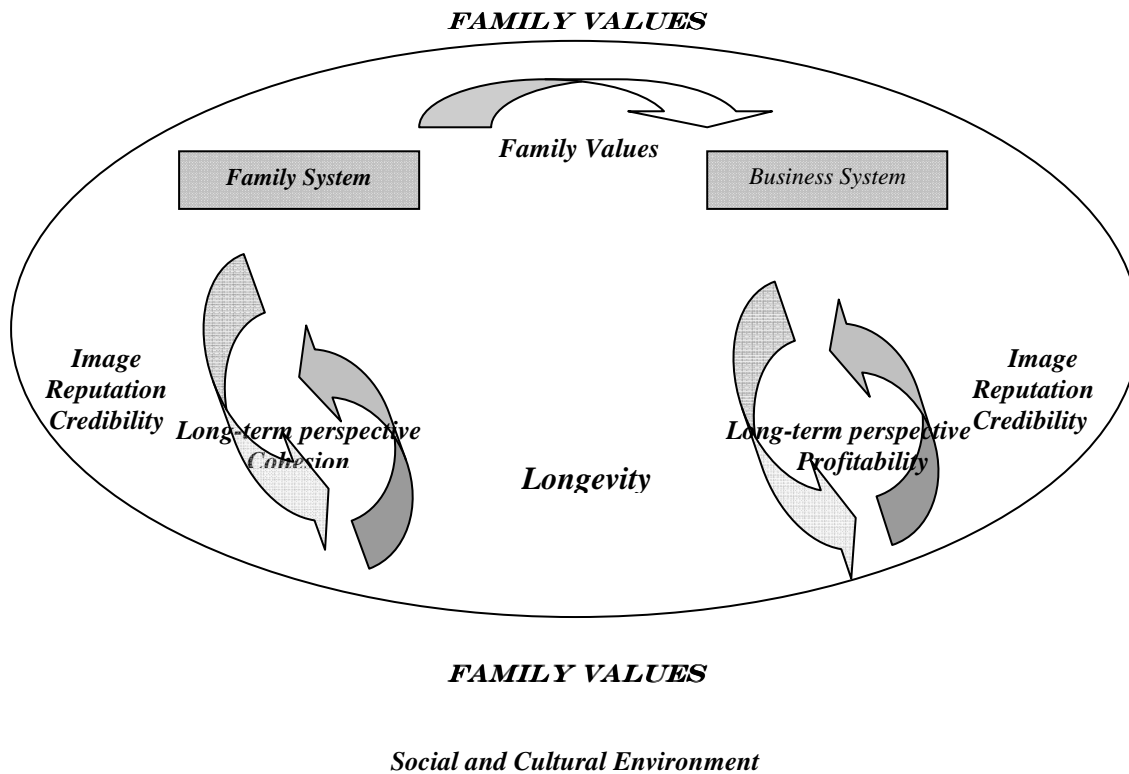 FAMILY VALUES
Family Values
Family System
Business System
Image
Reputation
Credibility
Long-term perspective
Cohesion
Longevity
Long-term perspective
Profitability
Image
Reputation
Credibility
FAMILY VALUES
Social and Cultural Environment